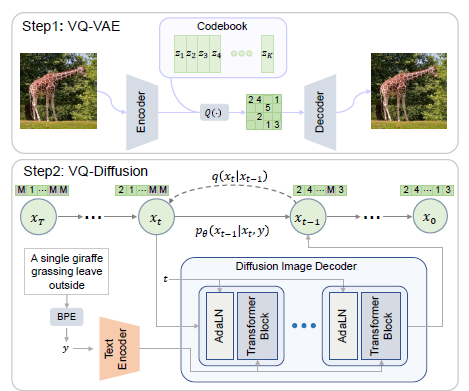 Step1: VQ-VAE
Codebook
z1 z2 z3 z4 zK
Encoder
Q(·)
2 4 1
5
2
1 3
Decoder
Step2: VQ-Diffusion
q(xt|xt−1)
M 1 ··· M M
2 1 ··· M M
2 4 ··· M 3
2 4 ··· 1 3
xT
···
xt
xt−1
···
x0
pθ(xt−1|xt, y)
A single giraffe
grassing leave
outside
BPE
y
Text
Encoder
t
Diffusion Image Decoder
AdaLN
Transformer
Block
AdaLN
Transformer
Block